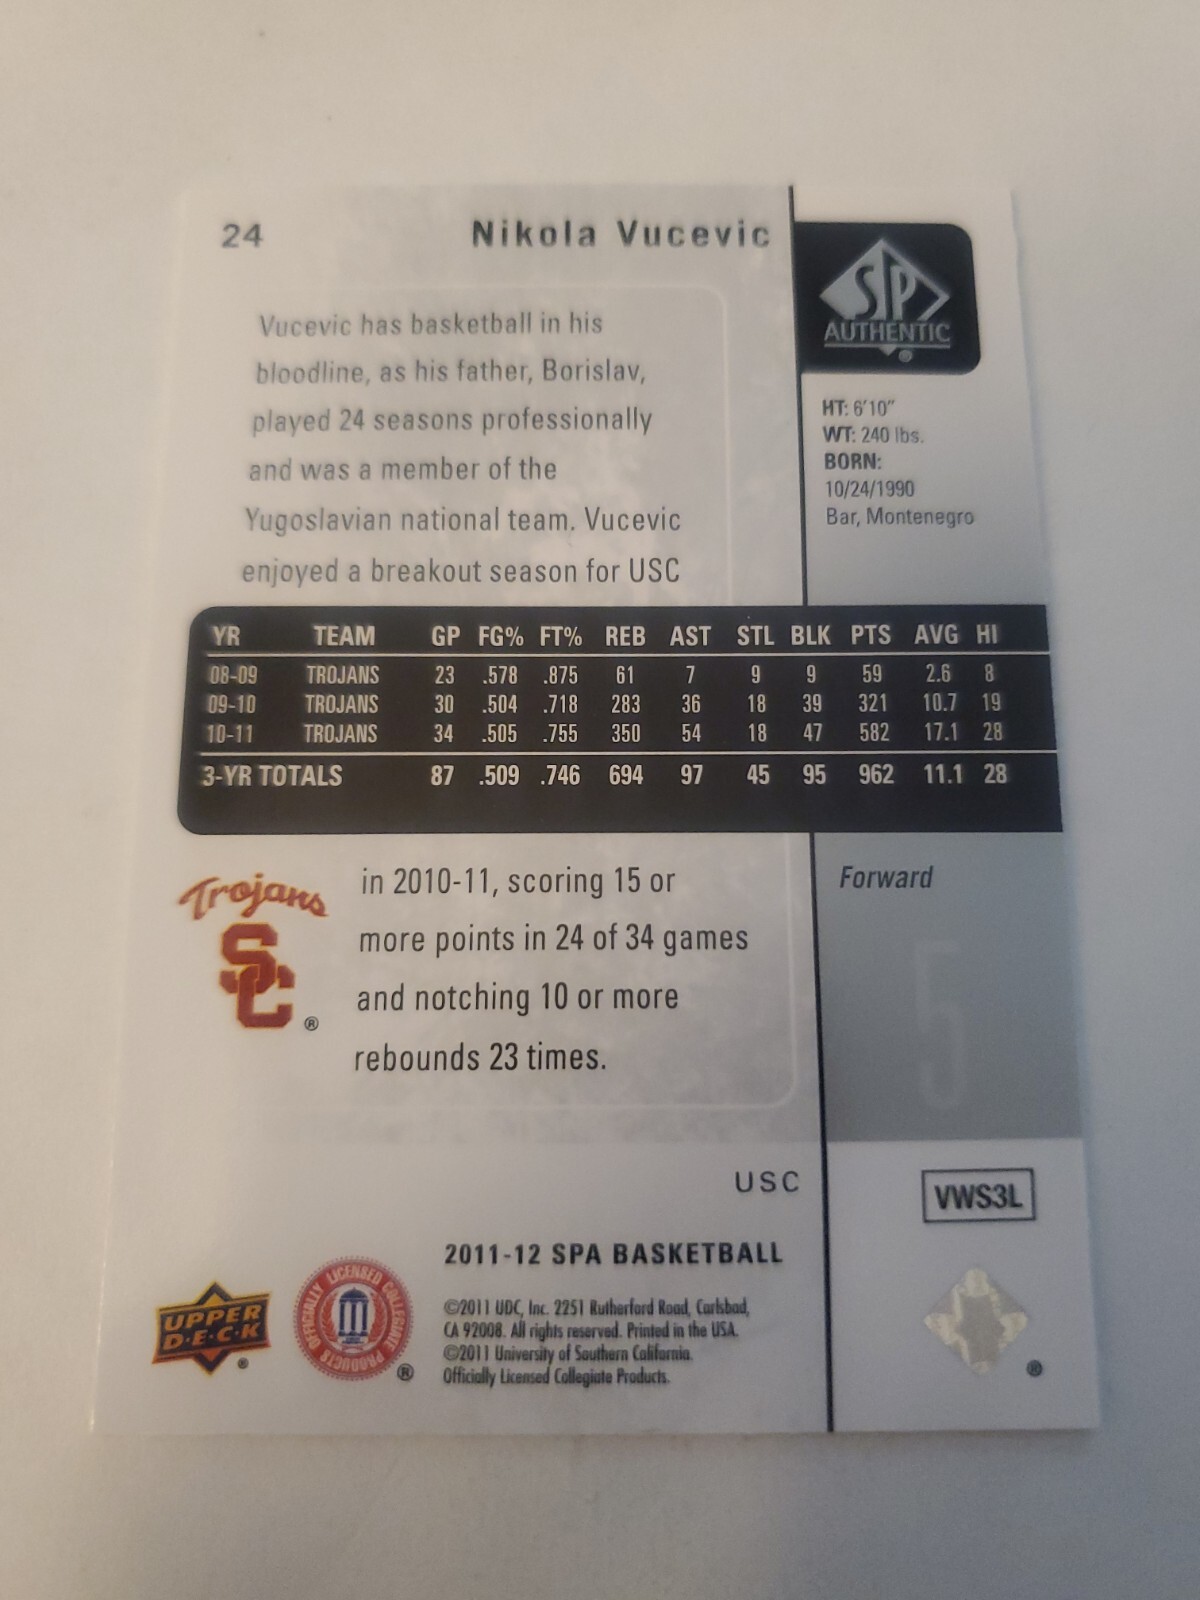 24
Nikola Vucevic
SP
AUTHENTIC
®
Vucevic has basketball in his
bloodline, as his father, Borislav,
played 24 seasons professionally
and was a member of the
Yugoslavian national team. Vucevic
enjoyed a breakout season for USC
HT: 6'10"
WT: 240 lbs.
BORN:
10/24/1990
Bar, Montenegro
YR TEAM GP FG% FT% REB AST STL BLK PTS AVG HI
08-09 TROJANS 23 .578 .875 61 7 9 9 59 2.6 8
09-10 TROJANS 30 .504 .718 283 36 18 39 321 10.7 19
10-11 TROJANS 34 .505 .755 350 54 18 47 582 17.1 28
3-YR TOTALS 87 .509 .746 694 97 45 95 962 11.1 28
Trojans
SC
®
in 2010-11, scoring 15 or
more points in 24 of 34 games
and notching 10 or more
rebounds 23 times.
Forward
5
USC
VWS3L
2011-12 SPA BASKETBALL
©2011 UDC, Inc. 2251 Rutherford Road, Carlsbad,
CA 92008. All rights reserved. Printed in the USA.
©2011 University of Southern California.
Officially Licensed Collegiate Products.
UPPER
D·E·C·K
®
OFFICIALLY LICENSED COLLEGIATE PRODUCTS
®
®